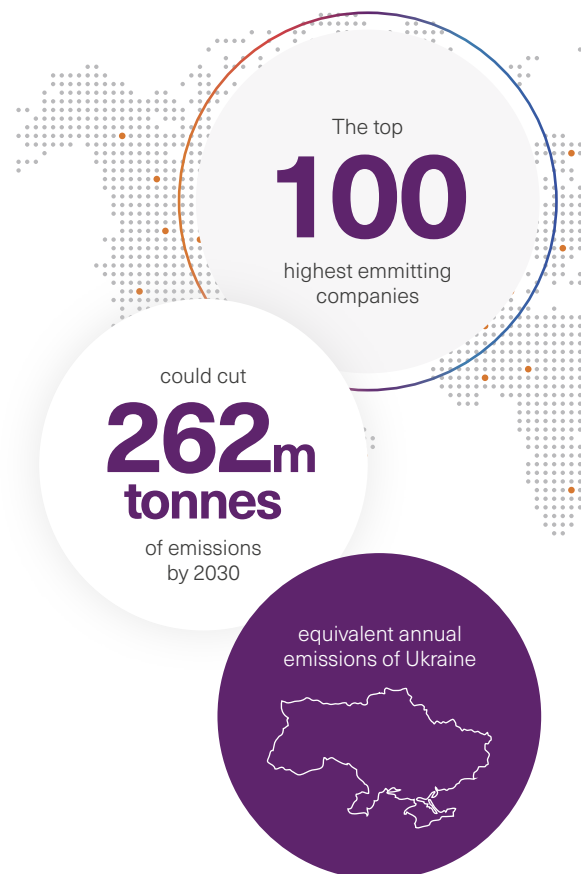 The top
100
highest emmitting
companies
could cut
262m
tonnes
of emissions
by 2030
equivalent annual
emissions of Ukraine